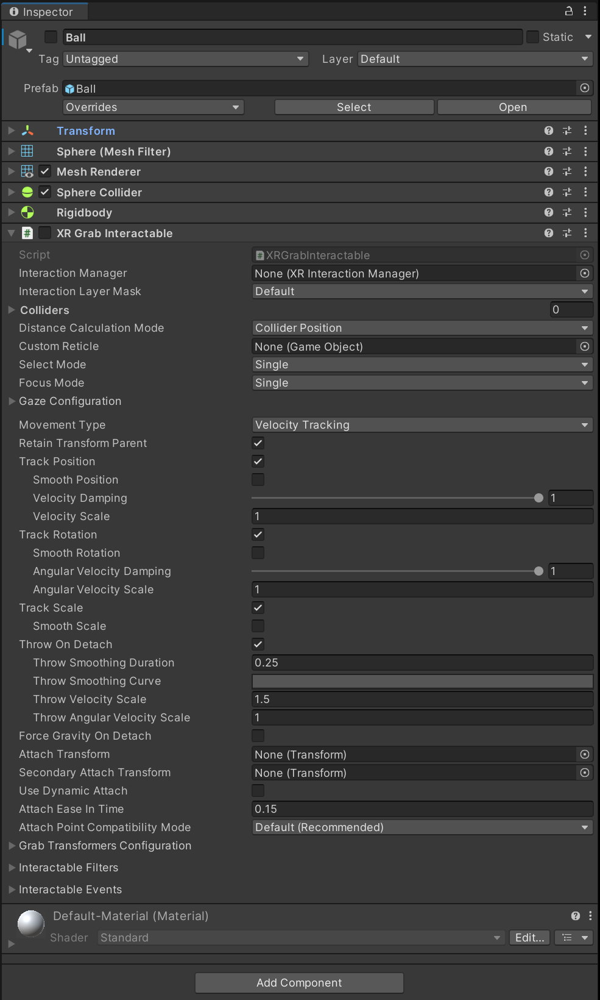 Inspector
Ball Static
Tag Untagged Layer Default
Prefab Ball
Overrides Select Open
Transform
Sphere (Mesh Filter)
Mesh Renderer
Sphere Collider
Rigidbody
# XR Grab Interactable
Script #XRGrabInteractable
Interaction Manager None (XR Interaction Manager)
Interaction Layer Mask Default
Colliders 0
Distance Calculation Mode Collider Position
Custom Reticle None (Game Object)
Select Mode Single
Focus Mode Single
Gaze Configuration
Movement Type Velocity Tracking
Retain Transform Parent
Track Position
Smooth Position
Velocity Damping 1
Velocity Scale 1
Track Rotation
Smooth Rotation
Angular Velocity Damping 1
Angular Velocity Scale 1
Track Scale
Smooth Scale
Throw On Detach
Throw Smoothing Duration 0.25
Throw Smoothing Curve
Throw Velocity Scale 1.5
Throw Angular Velocity Scale 1
Force Gravity On Detach
Attach Transform None (Transform)
Secondary Attach Transform None (Transform)
Use Dynamic Attach
Attach Ease In Time 0.15
Attach Point Compatibility Mode Default (Recommended)
Grab Transformers Configuration
Interactable Filters
Interactable Events
Default-Material (Material)
Shader Standard Edit...
Add Component